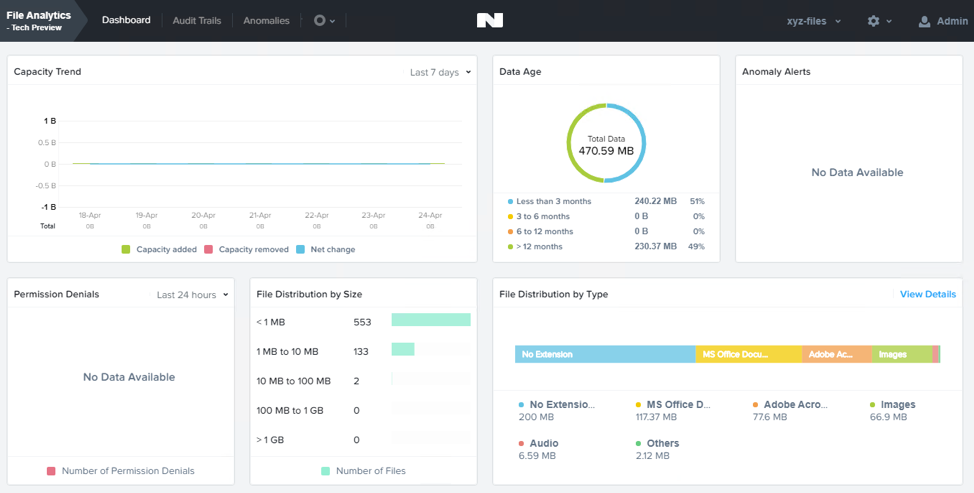 File Analytics
- Tech Preview
Dashboard
Audit Trails
Anomalies
xyz-files
Admin
Capacity Trend
Last 7 days
1 B
0.5 B
0 B
-0.5 B
-1 B
18-Apr 19-Apr 20-Apr 21-Apr 22-Apr 23-Apr 24-Apr
Total 0B 0B 0B 0B 0B 0B 0B
Capacity added Capacity removed Net change
Data Age
Total Data
470.59 MB
Less than 3 months 240.22 MB 51%
3 to 6 months 0 B 0%
6 to 12 months 0 B 0%
> 12 months 230.37 MB 49%
Anomaly Alerts
No Data Available
Permission Denials
Last 24 hours
No Data Available
Number of Permission Denials
File Distribution by Size
< 1 MB 553
1 MB to 10 MB 133
10 MB to 100 MB 2
100 MB to 1 GB 0
> 1 GB 0
Number of Files
File Distribution by Type
View Details
No Extension MS Office Docu... Adobe Ac... Images
No Extensio... MS Office D... Adobe Acro... Images
200 MB 117.37 MB 77.6 MB 66.9 MB
Audio Others
6.59 MB 2.12 MB